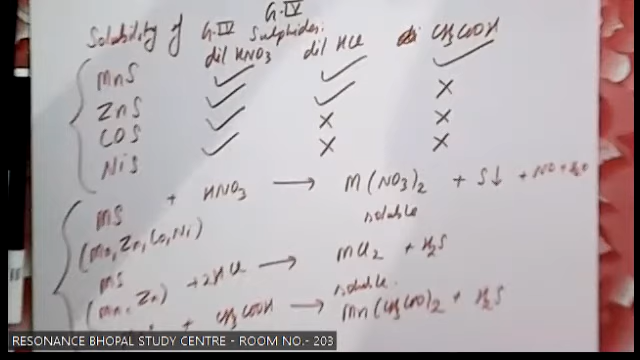 G.IV
Solubility of G.IV Sulphides:
dil HNO3 dil HCl CH3COOH
MnS ✓ ✓ ✓
ZnS ✓ ✓ ×
COS ✓ × ×
NiS ✓ × ×
MS + HNO3 → M(NO3)2 + S↓ + NO + H2O
(Mn, Zn, Co, Ni) soluble
MS + 2HCl → MCl2 + H2S
(Mn, Zn) soluble.
+ CH3COOH → Mn(CH3COO)2 + H2S
RESONANCE BHOPAL STUDY CENTRE - ROOM NO.- 203